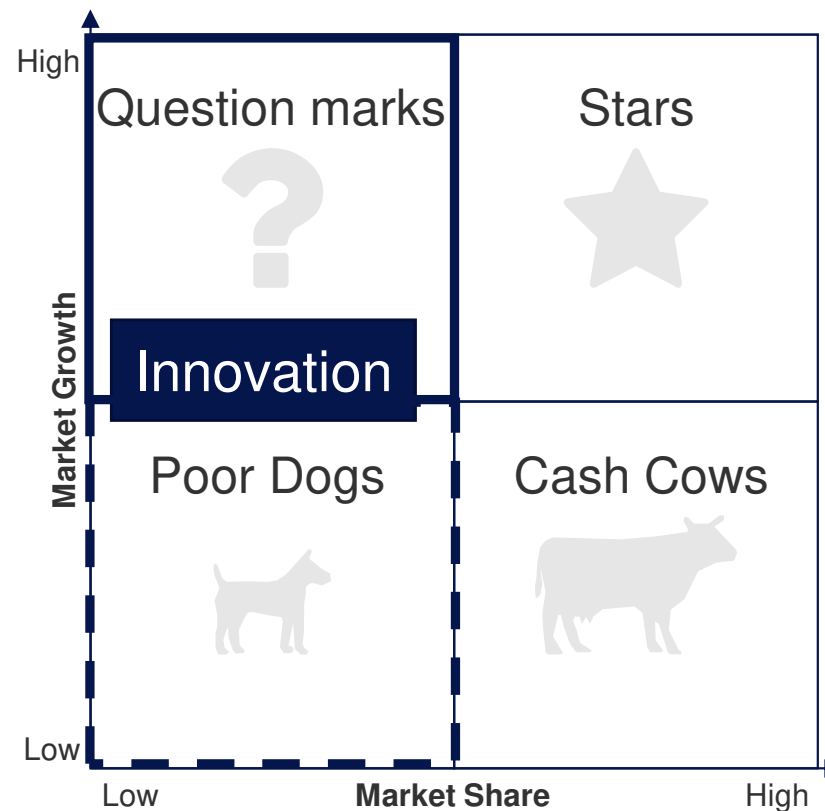 High
Question marks
Stars
?
Market Growth
Innovation
Poor Dogs
Cash Cows
Low
Low
Market Share
High